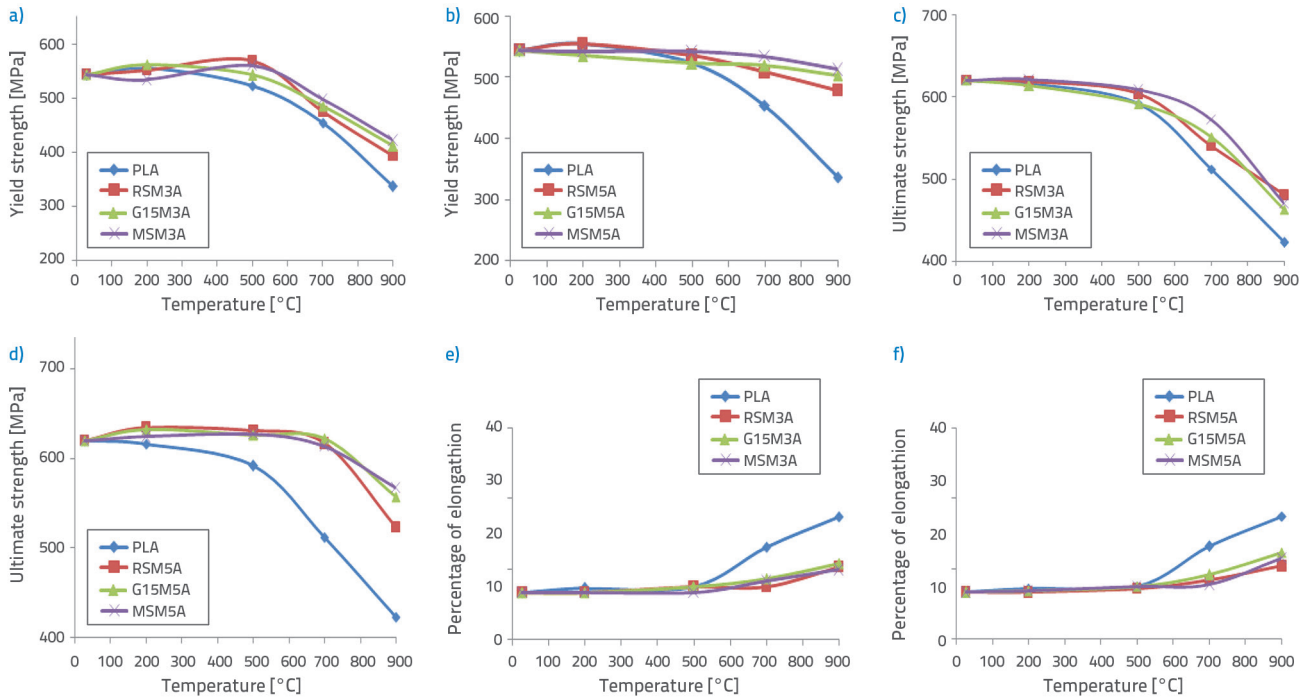 a)
Yield strength [MPa]
600
500
400
300
200
PLA
RSM3A
G15M3A
MSM3A
0 100 200 300 400 500 600 700 800 900
Temperature [°C]
b)
Yield strength [MPa]
600
500
400
300
200
PLA
RSM5A
G15M5A
MSM5A
0 100 200 300 400 500 600 700 800 900
Temperature [°C]
c)
Ultimate strength [MPa]
700
600
500
400
PLA
RSM3A
G15M3A
MSM3A
0 100 200 300 400 500 600 700 800 900
Temperature [°C]
d)
Ultimate strength [MPa]
700
600
500
400
PLA
RSM5A
G15M5A
MSM5A
0 100 200 300 400 500 600 700 800 900
Temperature [°C]
e)
Percentage of elongathion
40
30
20
10
0
PLA
RSM3A
G15M3A
MSM3A
0 100 200 300 400 500 600 700 800 900
Temperature [°C]
f)
Percentage of elongathion
40
30
20
10
0
PLA
RSM5A
G15M5A
MSM5A
0 100 200 300 400 500 600 700 800 900
Temperature [°C]